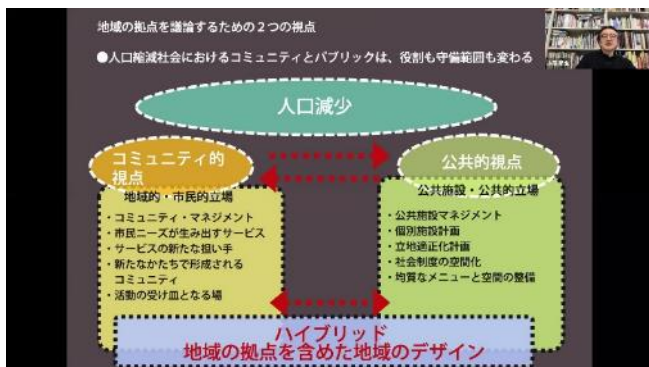 地域の拠点を議論するための２つの視点
●人口縮減社会におけるコミュニティとパブリックは、役割も守備範囲も変わる
人口減少
コミュニティ的
視点
地域的・市民的立場
・コミュニティ・マネジメント
・市民ニーズが生み出すサービス
・サービスの新たな担い手
・新たなかたちで形成される
コミュニティ
・活動の受け皿となる場
公共的視点
公共施設・公共的立場
・公共施設マネジメント
・個別施設計画
・立地適正化計画
・社会制度の空間化
・均質なメニューと空間の整備
ハイブリッド
地域の拠点を含めた地域のデザイン